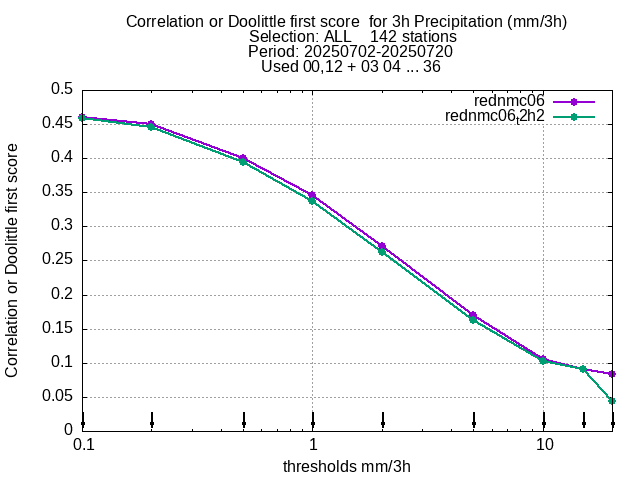 Correlation or Doolittle first score  for 3h Precipitation (mm/3h)
Selection: ALL    142 stations
Period: 20250702-20250720
Used 00,12 + 03 04 ... 36
rednmc06
rednmc06,2h2
Correlation or Doolittle first score
0.5
0.45
0.4
0.35
0.3
0.25
0.2
0.15
0.1
0.05
0
0.1 1 10
thresholds mm/3h